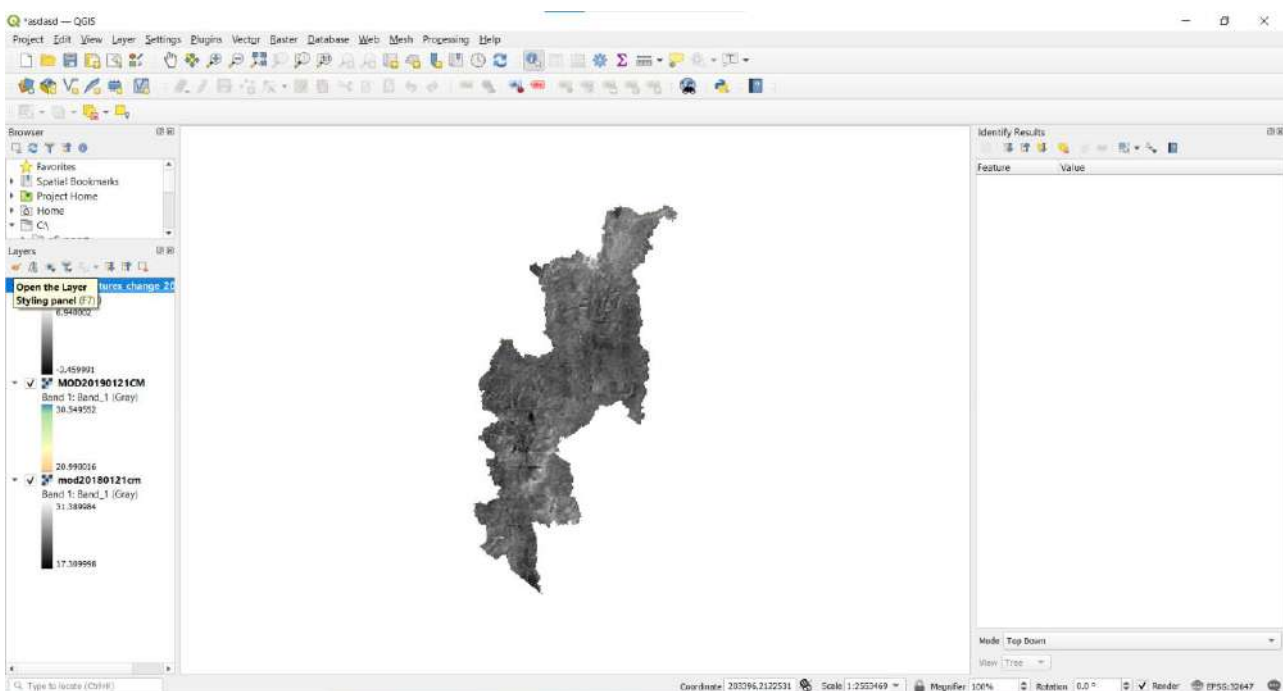 *asdasd — QGIS
Project Edit View Layer Settings Plugins Vector Raster Database Web Mesh Processing Help
Browser
Favorites
Spatial Bookmarks
Project Home
Home
C:\
Layers
Open the Layer
Styling panel (F7)
tures_change_20
6.940002
-3.459991
MOD20190121CM
Band 1: Band_1 (Gray)
30.549552
20.990016
mod20180121cm
Band 1: Band_1 (Gray)
31.389984
17.309998
Identify Results
Feature Value
Mode Top Down
View Tree
Type to locate (Ctrl+K)
Coordinate 203396,2122531 Scale 1:2553469 Magnifier 100% Rotation 0.0 ° Render EPSG:32647